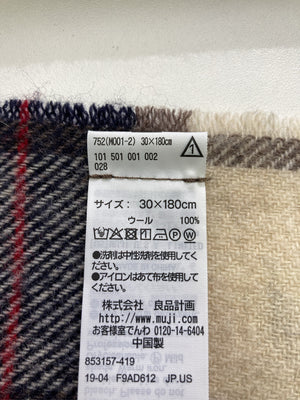 752(M001-2) 30×180cm
101 501 001 002
028
1
サイズ: 30×180cm
ウール 100%
●洗剤は中性洗剤を使用してく
ださい。
●アイロンはあて布を使用してく
ださい。
株式会社 良品計画
http://www.muji.com/
お客様室でんわ 0120-14-6404
中国製
853157-419
19-04 F9AD612 JP.US